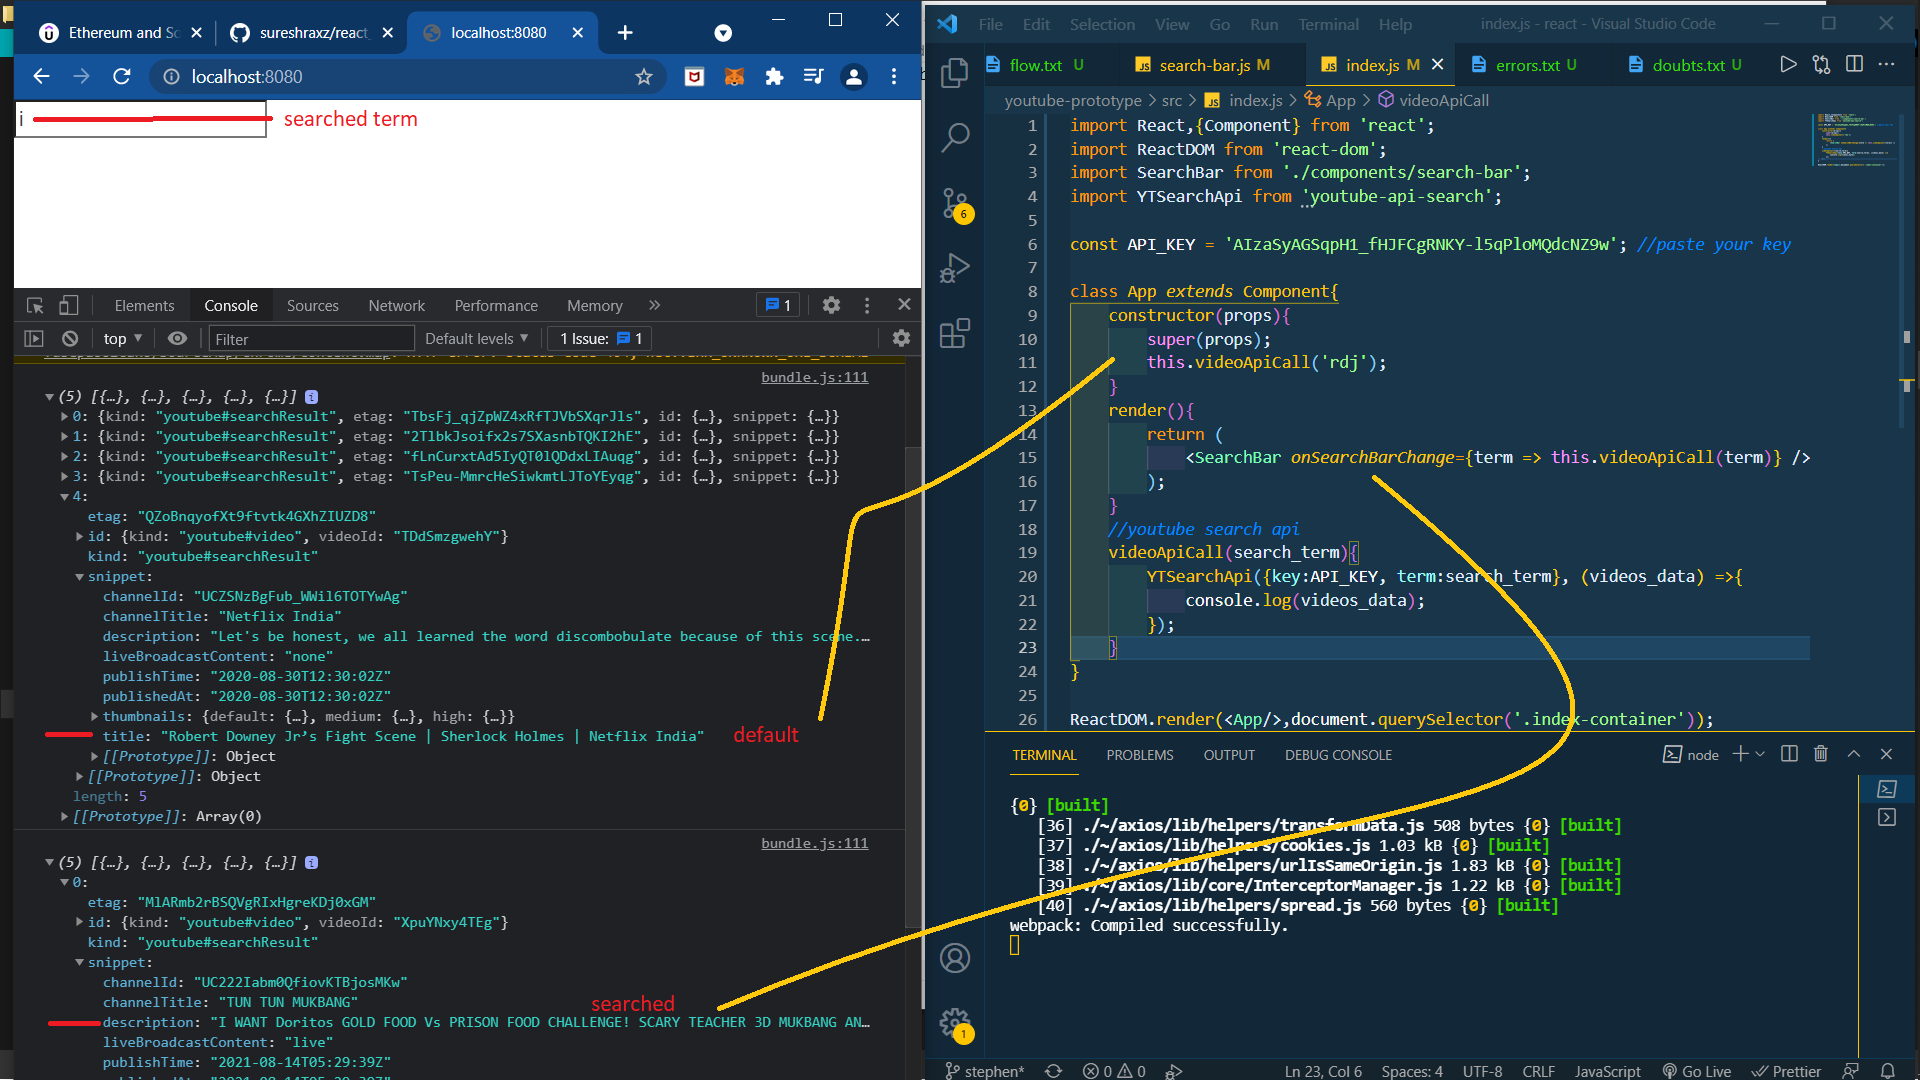 Ethereum and Sc
sureshraxz/react_
localhost:8080
localhost:8080
i
searched term
Elements Console Sources Network Performance Memory » 1
top Filter Default levels 1 Issue: 1
bundle.js:111
(5) [{…}, {…}, {…}, {…}, {…}] i
0: {kind: "youtube#searchResult", etag: "TbsFj_qjZpWZ4xRfTJVbSXqrJls", id: {…}, snippet: {…}}
1: {kind: "youtube#searchResult", etag: "2TlbkJsoifx2s7SXasnbTQKI2hE", id: {…}, snippet: {…}}
2: {kind: "youtube#searchResult", etag: "fLnCurxtAd5IyQT0lQDdxLIAuqg", id: {…}, snippet: {…}}
3: {kind: "youtube#searchResult", etag: "TsPeu-MmrcHeSiwkmtLJToYEyqg", id: {…}, snippet: {…}}
4:
etag: "QZoBnqyofXt9ftvtk4GXhZIUZD8"
id: {kind: "youtube#video", videoId: "TDdSmzgwehY"}
kind: "youtube#searchResult"
snippet:
channelId: "UCZSNzBgFub_WWil6TOTYwAg"
channelTitle: "Netflix India"
description: "Let's be honest, we all learned the word discombobulate because of this scene.…
liveBroadcastContent: "none"
publishTime: "2020-08-30T12:30:02Z"
publishedAt: "2020-08-30T12:30:02Z"
thumbnails: {default: {…}, medium: {…}, high: {…}}
title: "Robert Downey Jr’s Fight Scene | Sherlock Holmes | Netflix India"
default
[[Prototype]]: Object
[[Prototype]]: Object
length: 5
[[Prototype]]: Array(0)
bundle.js:111
(5) [{…}, {…}, {…}, {…}, {…}] i
0:
etag: "MlARmb2rBSQVgRIxHgreKDj0xGM"
id: {kind: "youtube#video", videoId: "XpuYNxy4TEg"}
kind: "youtube#searchResult"
snippet:
channelId: "UC222Iabm0QfiovKTBjosMKw"
channelTitle: "TUN TUN MUKBANG"
searched
description: "I WANT Doritos GOLD FOOD Vs PRISON FOOD CHALLENGE! SCARY TEACHER 3D MUKBANG AN…
liveBroadcastContent: "live"
publishTime: "2021-08-14T05:29:39Z"
File Edit Selection View Go Run Terminal Help index.js - react - Visual Studio Code
flow.txt U search-bar.js M index.js M errors.txt U doubts.txt U
youtube-prototype > src > index.js > App > videoApiCall
1 import React,{Component} from 'react';
2 import ReactDOM from 'react-dom';
3 import SearchBar from './components/search-bar';
4 import YTSearchApi from 'youtube-api-search';
5
6 const API_KEY = 'AIzaSyAGSqpH1_fHJFCgRNKY-l5qPloMQdcNZ9w'; //paste your key
7
8 class App extends Component{
9 constructor(props){
10 super(props);
11 this.videoApiCall('rdj');
12 }
13 render(){
14 return (
15 <SearchBar onSearchBarChange={term => this.videoApiCall(term)} />
16 );
17 }
18 //youtube search api
19 videoApiCall(search_term){
20 YTSearchApi({key:API_KEY, term:search_term}, (videos_data) =>{
21 console.log(videos_data);
22 });
23 }
24 }
25
26 ReactDOM.render(<App/>,document.querySelector('.index-container'));
6
1
TERMINAL PROBLEMS OUTPUT DEBUG CONSOLE node
{0} [built]
[36] ./~/axios/lib/helpers/transformData.js 508 bytes {0} [built]
[37] ./~/axios/lib/helpers/cookies.js 1.03 kB {0} [built]
[38] ./~/axios/lib/helpers/urlIsSameOrigin.js 1.83 kB {0} [built]
[39] ./~/axios/lib/core/InterceptorManager.js 1.22 kB {0} [built]
[40] ./~/axios/lib/helpers/spread.js 560 bytes {0} [built]
webpack: Compiled successfully.
stephen* 0 0 Ln 23, Col 6 Spaces: 4 UTF-8 CRLF JavaScript Go Live Prettier